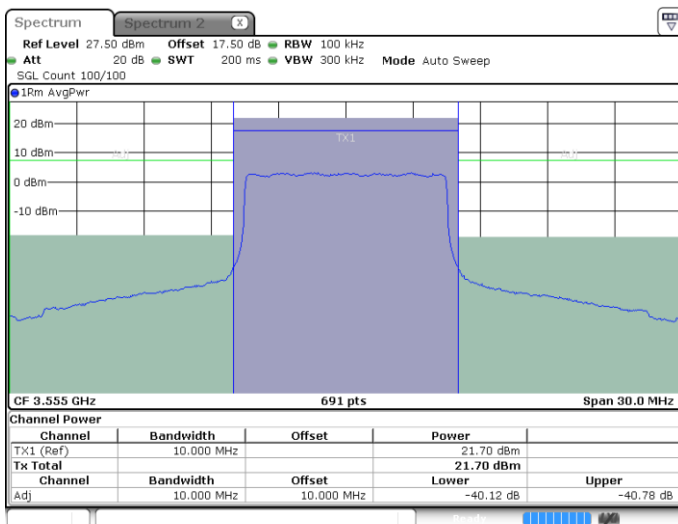 Spectrum Spectrum 2 X
Ref Level 27.50 dBm Offset 17.50 dB RBW 100 kHz
Att 20 dB SWT 200 ms VBW 300 kHz Mode Auto Sweep
SGL Count 100/100
1Rm AvgPwr
20 dBm
TX1
10 dBm
Adj Adj
0 dBm
-10 dBm
CF 3.555 GHz 691 pts Span 30.0 MHz
Channel Power
Channel Bandwidth Offset Power
TX1 (Ref) 10.000 MHz 21.70 dBm
Tx Total 21.70 dBm
Channel Bandwidth Offset Lower Upper
Adj 10.000 MHz 10.000 MHz -40.12 dB -40.78 dB